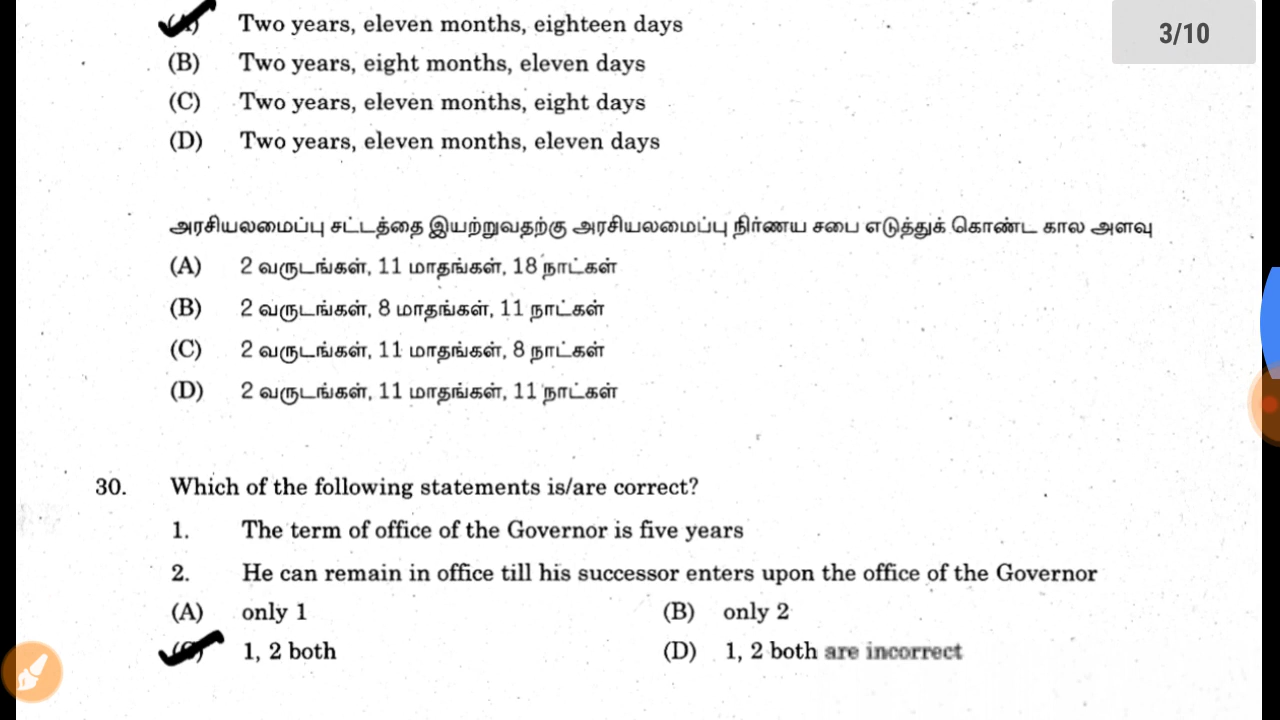 (A) Two years, eleven months, eighteen days
3/10
(B) Two years, eight months, eleven days
(C) Two years, eleven months, eight days
(D) Two years, eleven months, eleven days
அரசியலமைப்பு சட்டத்தை இயற்றுவதற்கு அரசியலமைப்பு நிர்ணய சபை எடுத்துக் கொண்ட கால அளவு
(A) 2 வருடங்கள், 11 மாதங்கள், 18 நாட்கள்
(B) 2 வருடங்கள், 8 மாதங்கள், 11 நாட்கள்
(C) 2 வருடங்கள், 11 மாதங்கள், 8 நாட்கள்
(D) 2 வருடங்கள், 11 மாதங்கள், 11 நாட்கள்
30. Which of the following statements is/are correct?
1. The term of office of the Governor is five years
2. He can remain in office till his successor enters upon the office of the Governor
(A) only 1 (B) only 2
(C) 1, 2 both (D) 1, 2 both are incorrect